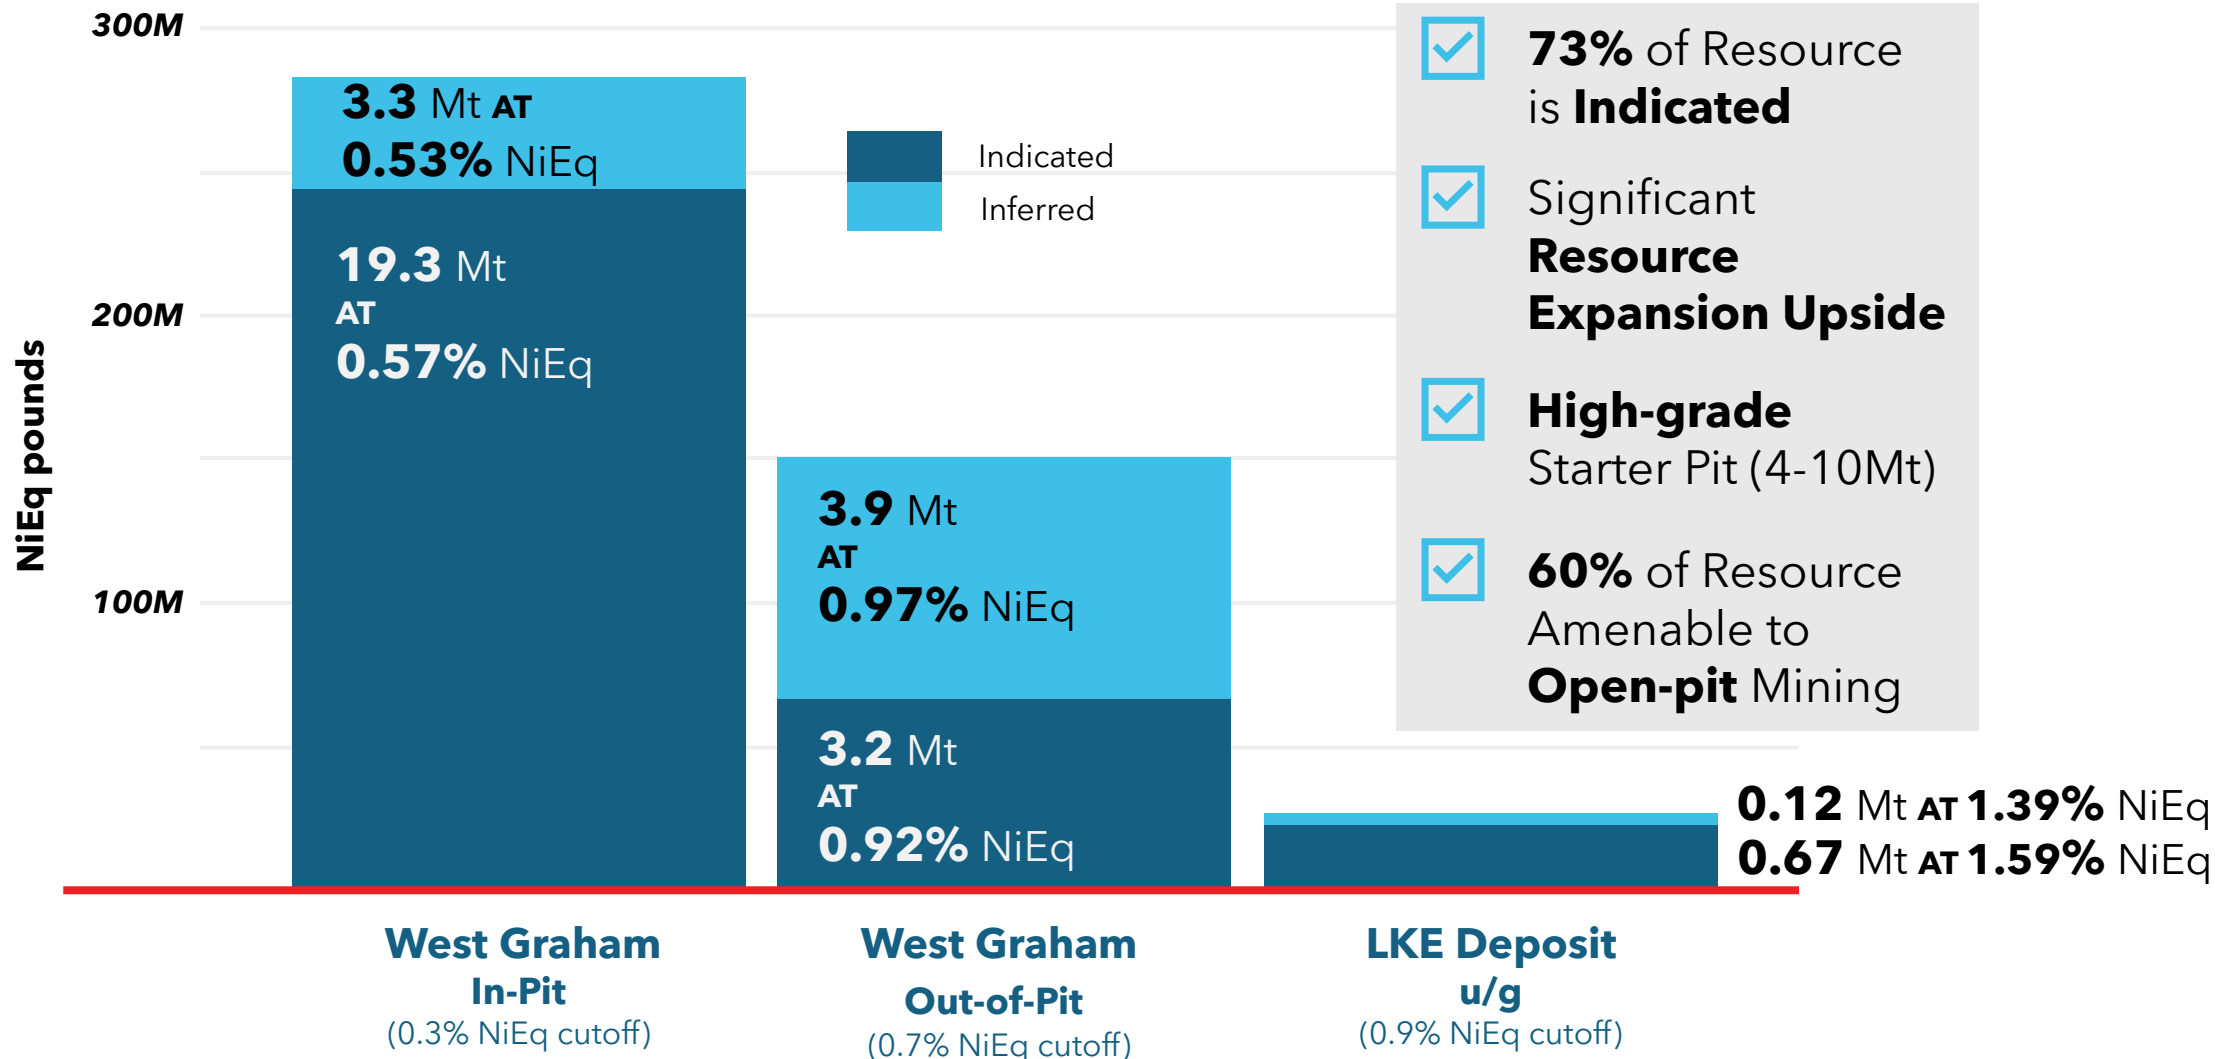 300M
200M
100M
NiEq pounds
3.3 Mt AT
0.53% NiEq
19.3 Mt
AT
0.57% NiEq
3.9 Mt
AT
0.97% NiEq
3.2 Mt
AT
0.92% NiEq
0.12 Mt AT 1.39% NiEq
0.67 Mt AT 1.59% NiEq
Indicated
Inferred
73% of Resource
is Indicated
Significant
Resource
Expansion Upside
High-grade
Starter Pit (4-10Mt)
60% of Resource
Amenable to
Open-pit Mining
West Graham
In-Pit
(0.3% NiEq cutoff)
West Graham
Out-of-Pit
(0.7% NiEq cutoff)
LKE Deposit
u/g
(0.9% NiEq cutoff)